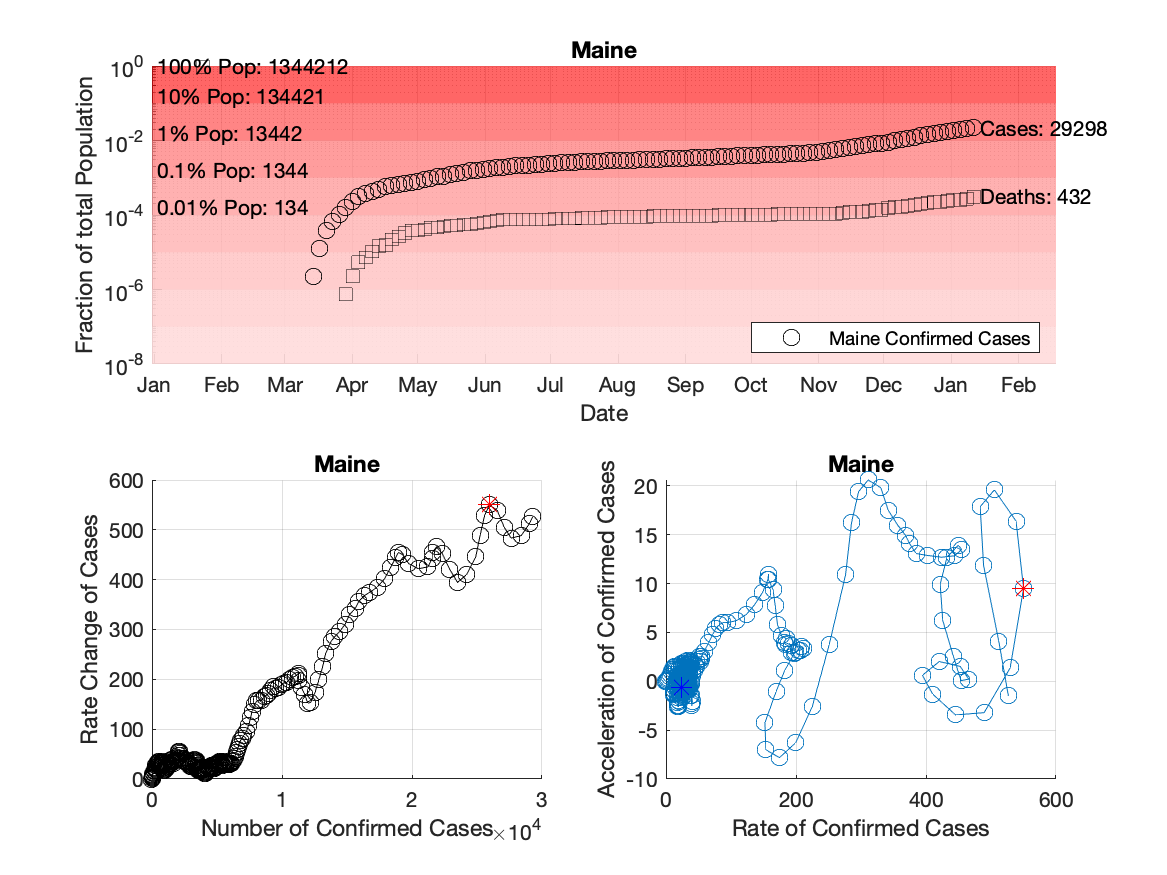 Maine
10^0
10^-2
10^-4
10^-6
10^-8
Fraction of total Population
100% Pop: 1344212
10% Pop: 134421
1% Pop: 13442
0.1% Pop: 1344
0.01% Pop: 134
Cases: 29298
Deaths: 432
Maine Confirmed Cases
Jan Feb Mar Apr May Jun Jul Aug Sep Oct Nov Dec Jan Feb
Date
Maine
600
500
400
300
200
100
0
Rate Change of Cases
0 1 2 3
Number of Confirmed Cases
×10^4
Maine
20
15
10
5
0
-5
-10
Acceleration of Confirmed Cases
0 200 400 600
Rate of Confirmed Cases